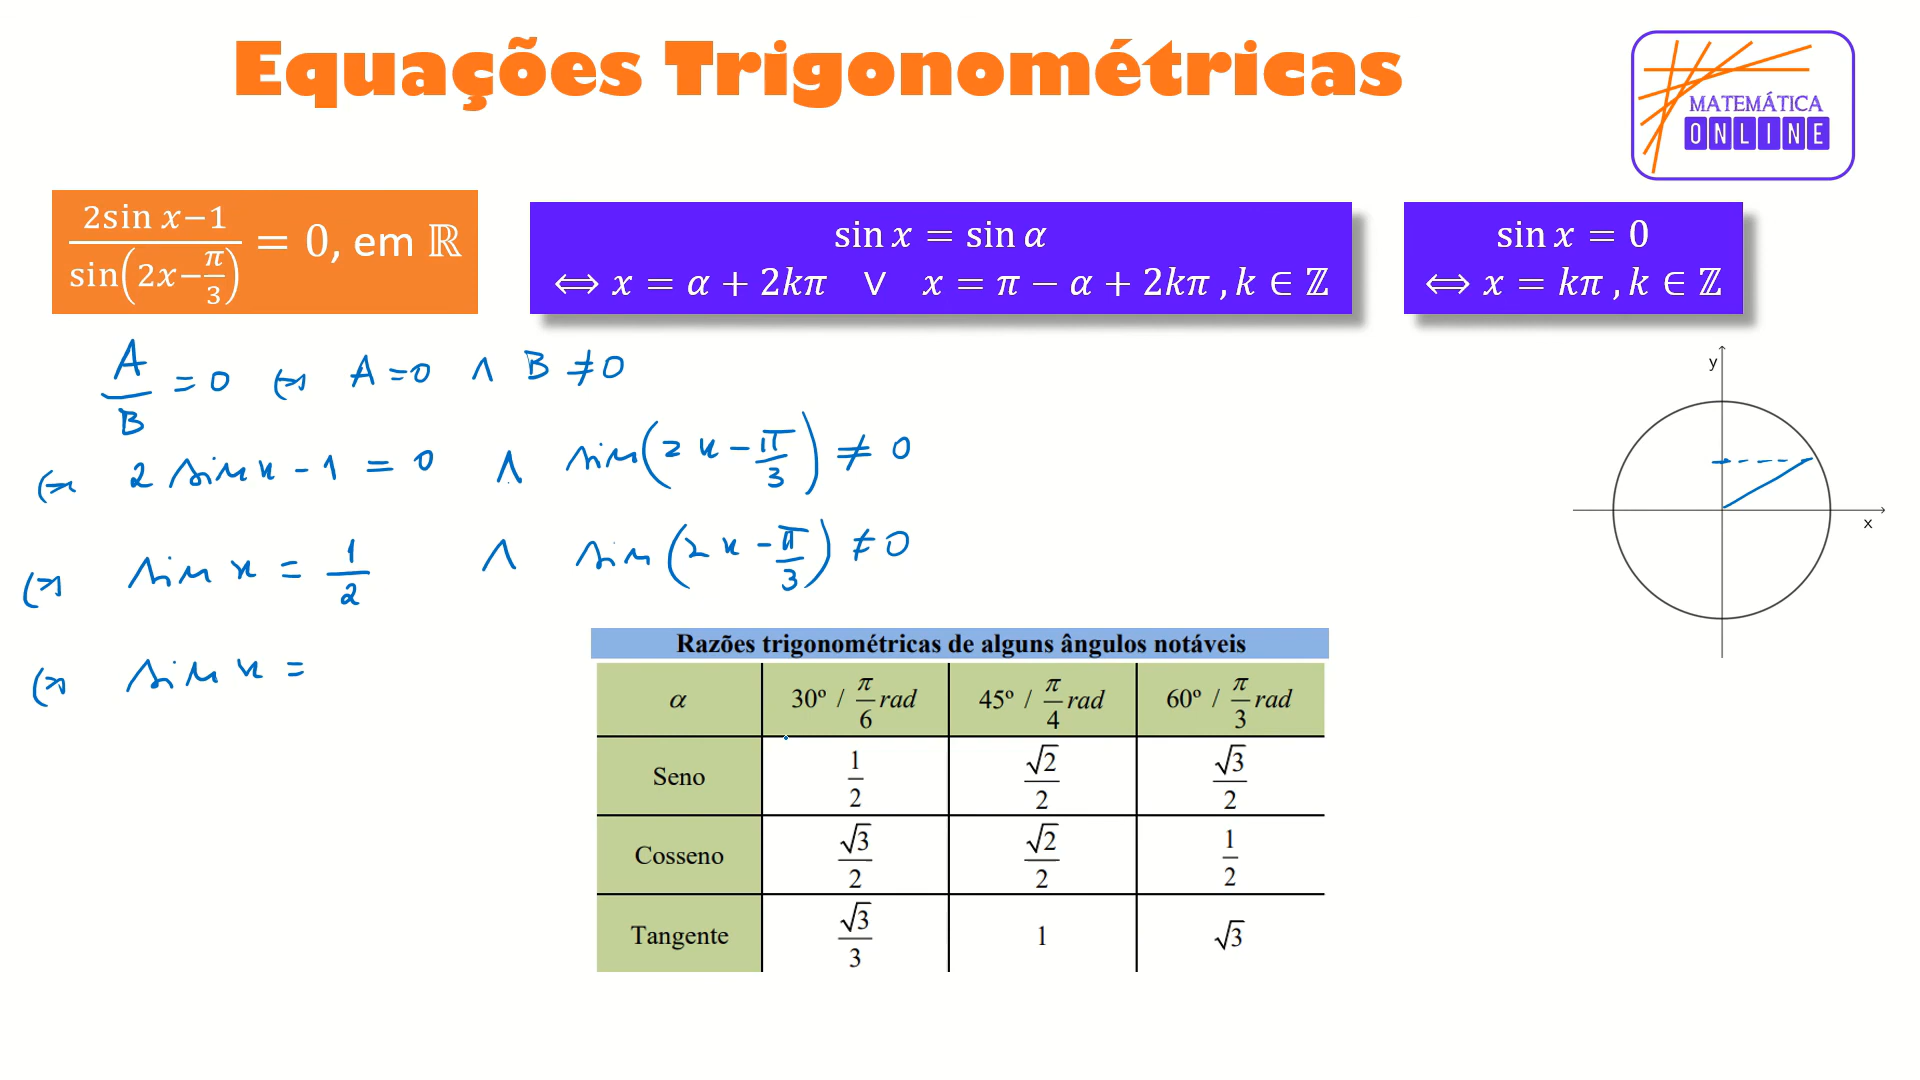 Equações Trigonométricas
MATEMÁTICA
ONLINE
(2sin x−1)/(sin(2x−π/3)) = 0, em ℝ
sin x = sin α
⟺ x = α + 2kπ ∨ x = π − α + 2kπ , k ∈ ℤ
sin x = 0
⟺ x = kπ , k ∈ ℤ
A/B = 0 ⟺ A = 0 ∧ B ≠ 0
⟺ 2 sin x - 1 = 0 ∧ sin(2x - π/3) ≠ 0
⟺ sin x = 1/2 ∧ sin(2x - π/3) ≠ 0
⟺ sin x =
y
x
Razões trigonométricas de alguns ângulos notáveis
α 30º / π/6 rad 45º / π/4 rad 60º / π/3 rad
Seno 1/2 √2/2 √3/2
Cosseno √3/2 √2/2 1/2
Tangente √3/3 1 √3